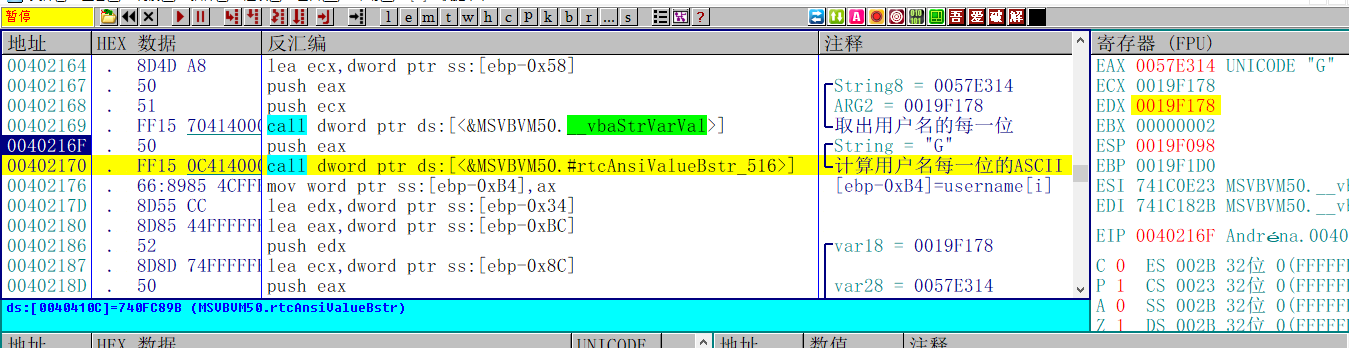 暂停 l e m t w h c p k b r ... s ? 吾 爱 破 解
地址 HEX 数据 反汇编 注释 寄存器 (FPU)
00402164 . 8D4D A8 lea ecx,dword ptr ss:[ebp-0x58] EAX 0057E314 UNICODE "G"
00402167 . 50 push eax String8 = 0057E314 ECX 0019F178
00402168 . 51 push ecx ARG2 = 0019F178 EDX 0019F178
00402169 . FF15 70414000 call dword ptr ds:[<&MSVBVM50.__vbaStrVarVal>] 取出用户名的每一位 EBX 00000002
0040216F . 50 push eax String = "G" ESP 0019F098
00402170 . FF15 0C414000 call dword ptr ds:[<&MSVBVM50.#rtcAnsiValueBstr_516>] 计算用户名每一位的ASCII EBP 0019F1D0
00402176 . 66:8985 4CFFF mov word ptr ss:[ebp-0xB4],ax [ebp-0xB4]=username[i] ESI 741C0E23 MSVBVM50.__vb
0040217D . 8D55 CC lea edx,dword ptr ss:[ebp-0x34] EDI 741C182B MSVBVM50.__vb
00402180 . 8D85 44FFFFFF lea eax,dword ptr ss:[ebp-0xBC] EIP 0040216F Andréna.0040
00402186 . 52 push edx var18 = 0019F178
00402187 . 8D8D 74FFFFFF lea ecx,dword ptr ss:[ebp-0x8C] C 0 ES 002B 32位 0(FFFFFF
0040218D . 50 push eax var28 = 0057E314 P 1 CS 0023 32位 0(FFFFFF
A 0 SS 002B 32位 0(FFFFFF
ds:[0040410C]=740FC89B (MSVBVM50.rtcAnsiValueBstr) Z 1 DS 002B 32位 0(FFFFFF
地址 HEX 数据 UNICODE 地址 数值 注释